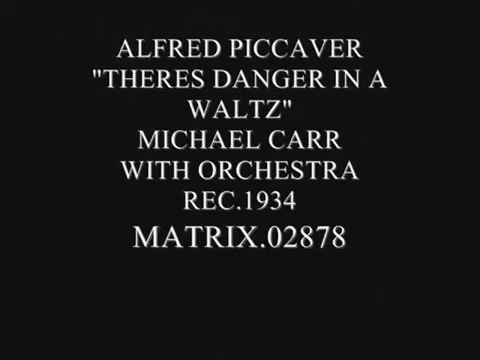 ALFRED PICCAVER
"THERES DANGER IN A
WALTZ"
MICHAEL CARR
WITH ORCHESTRA
REC.1934
MATRIX.02878